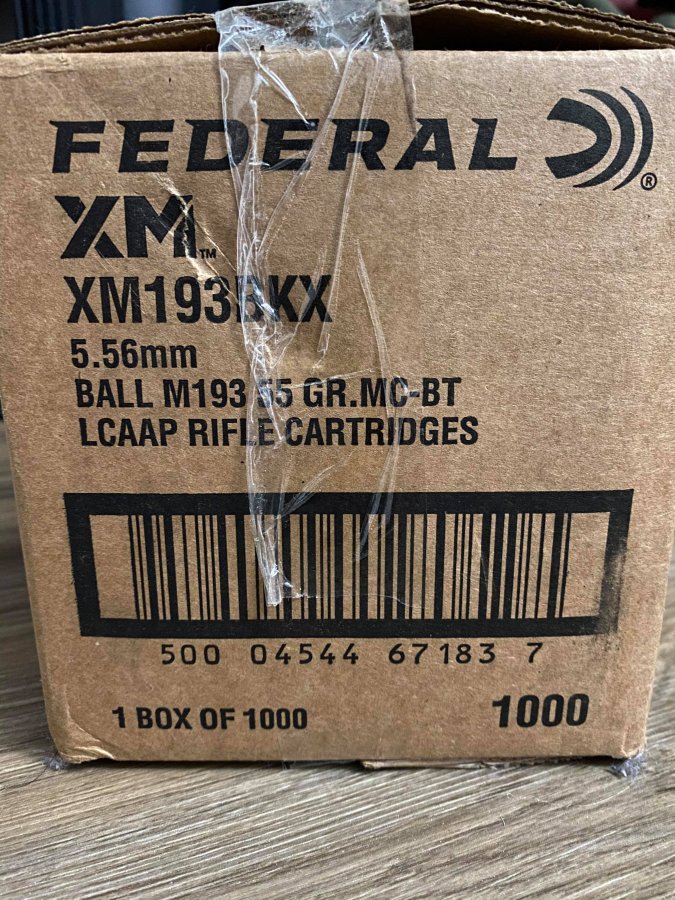 FEDERAL ®
XM™
XM193BKX
5.56mm
BALL M193 55 GR.MC-BT
LCAAP RIFLE CARTRIDGES
500 04544 67183 7
1 BOX OF 1000
1000